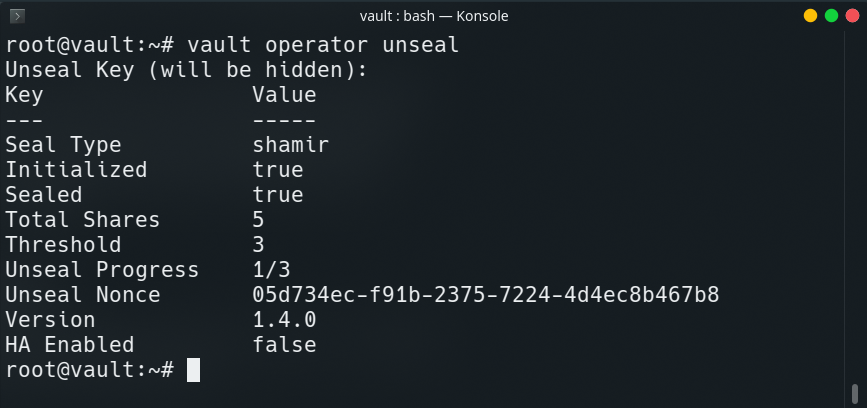 vault : bash — Konsole
root@vault:~# vault operator unseal
Unseal Key (will be hidden):
Key                Value
---                -----
Seal Type          shamir
Initialized        true
Sealed             true
Total Shares       5
Threshold          3
Unseal Progress    1/3
Unseal Nonce       05d734ec-f91b-2375-7224-4d4ec8b467b8
Version            1.4.0
HA Enabled         false
root@vault:~#